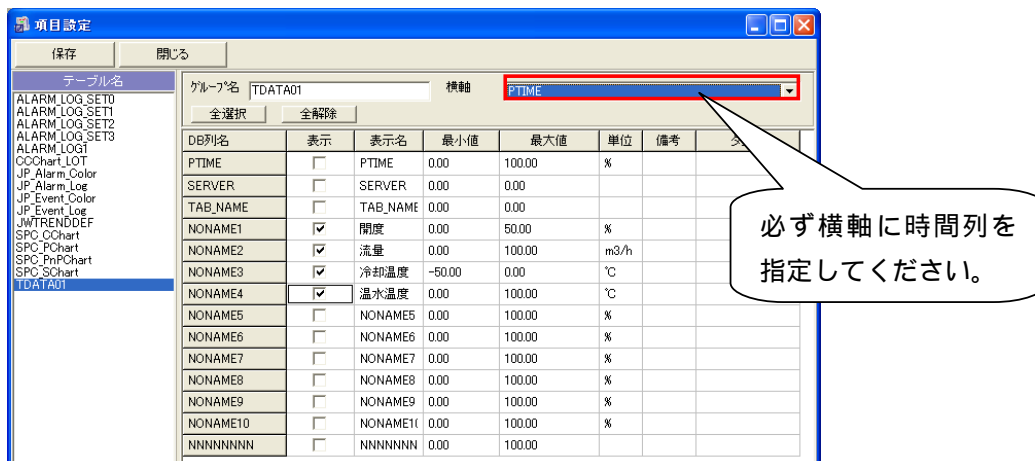 項目設定
保存 閉じる
テーブル名
ALARM_LOG_SET0
ALARM_LOG_SET1
ALARM_LOG_SET2
ALARM_LOG_SET3
ALARM_LOG1
CCChart_LOT
JP_Alarm_Color
JP_Alarm_Log
JP_Event_Color
JP_Event_Log
JWTRENDDEF
SPC_CChart
SPC_PChart
SPC_PnPChart
SPC_SChart
TDATA01
グループ名 TDATA01 横軸 PTIME
全選択 全解除
DB列名 表示 表示名 最小値 最大値 単位 備考
PTIME PTIME 0.00 100.00 %
SERVER SERVER 0.00 0.00
TAB_NAME TAB_NAME 0.00 0.00
NONAME1 開度 0.00 50.00 %
NONAME2 流量 0.00 100.00 m3/h
NONAME3 冷却温度 -50.00 0.00 ℃
NONAME4 温水温度 0.00 100.00 ℃
NONAME5 NONAME5 0.00 100.00 %
NONAME6 NONAME6 0.00 100.00 %
NONAME7 NONAME7 0.00 100.00 %
NONAME8 NONAME8 0.00 100.00 %
NONAME9 NONAME9 0.00 100.00 %
NONAME10 NONAME1( 0.00 100.00 %
NNNNNNNN NNNNNNN 0.00 100.00
必ず横軸に時間列を
指定してください。